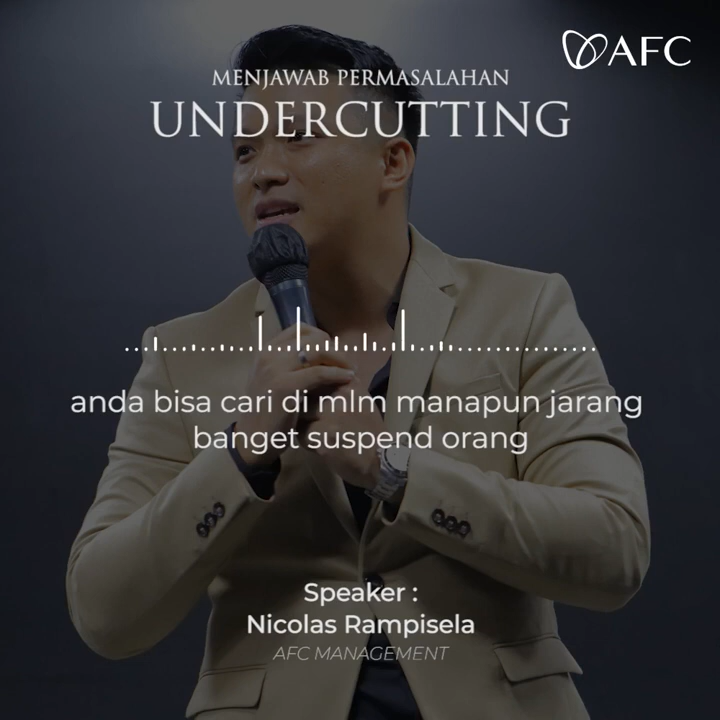 AFC
MENJAWAB PERMASALAHAN
UNDERCUTTING
anda bisa cari di mlm manapun jarang
banget suspend orang
Speaker :
Nicolas Rampisela
AFC MANAGEMENT